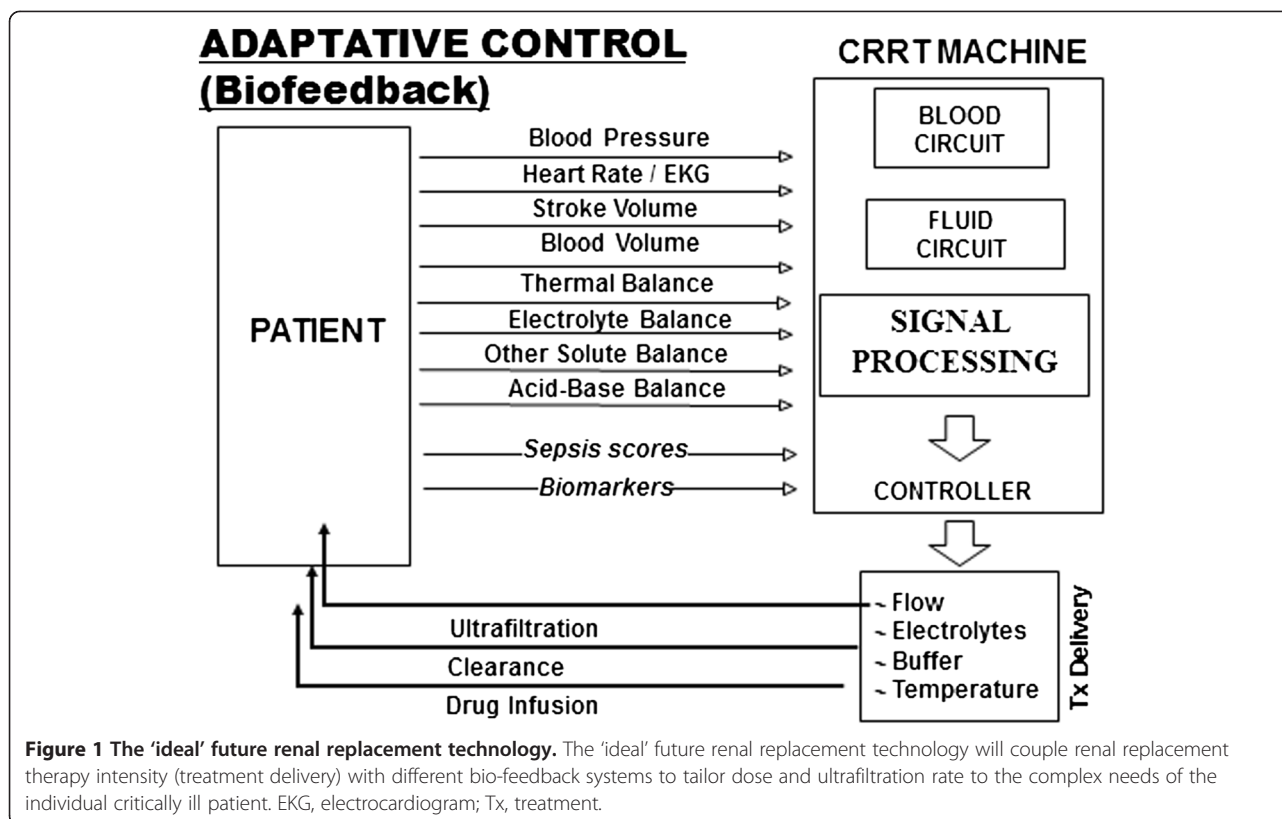 ADAPTATIVE CONTROL
(Biofeedback)
CRRT MACHINE
PATIENT
Blood Pressure
Heart Rate / EKG
Stroke Volume
Blood Volume
Thermal Balance
Electrolyte Balance
Other Solute Balance
Acid-Base Balance
Sepsis scores
Biomarkers
BLOOD
CIRCUIT
FLUID
CIRCUIT
SIGNAL
PROCESSING
CONTROLLER
~ Flow
~ Electrolytes
~ Buffer
~ Temperature
Tx Delivery
Ultrafiltration
Clearance
Drug Infusion
Figure 1 The ‘ideal’ future renal replacement technology. The ‘ideal’ future renal replacement technology will couple renal replacement
therapy intensity (treatment delivery) with different bio-feedback systems to tailor dose and ultrafiltration rate to the complex needs of the
individual critically ill patient. EKG, electrocardiogram; Tx, treatment.